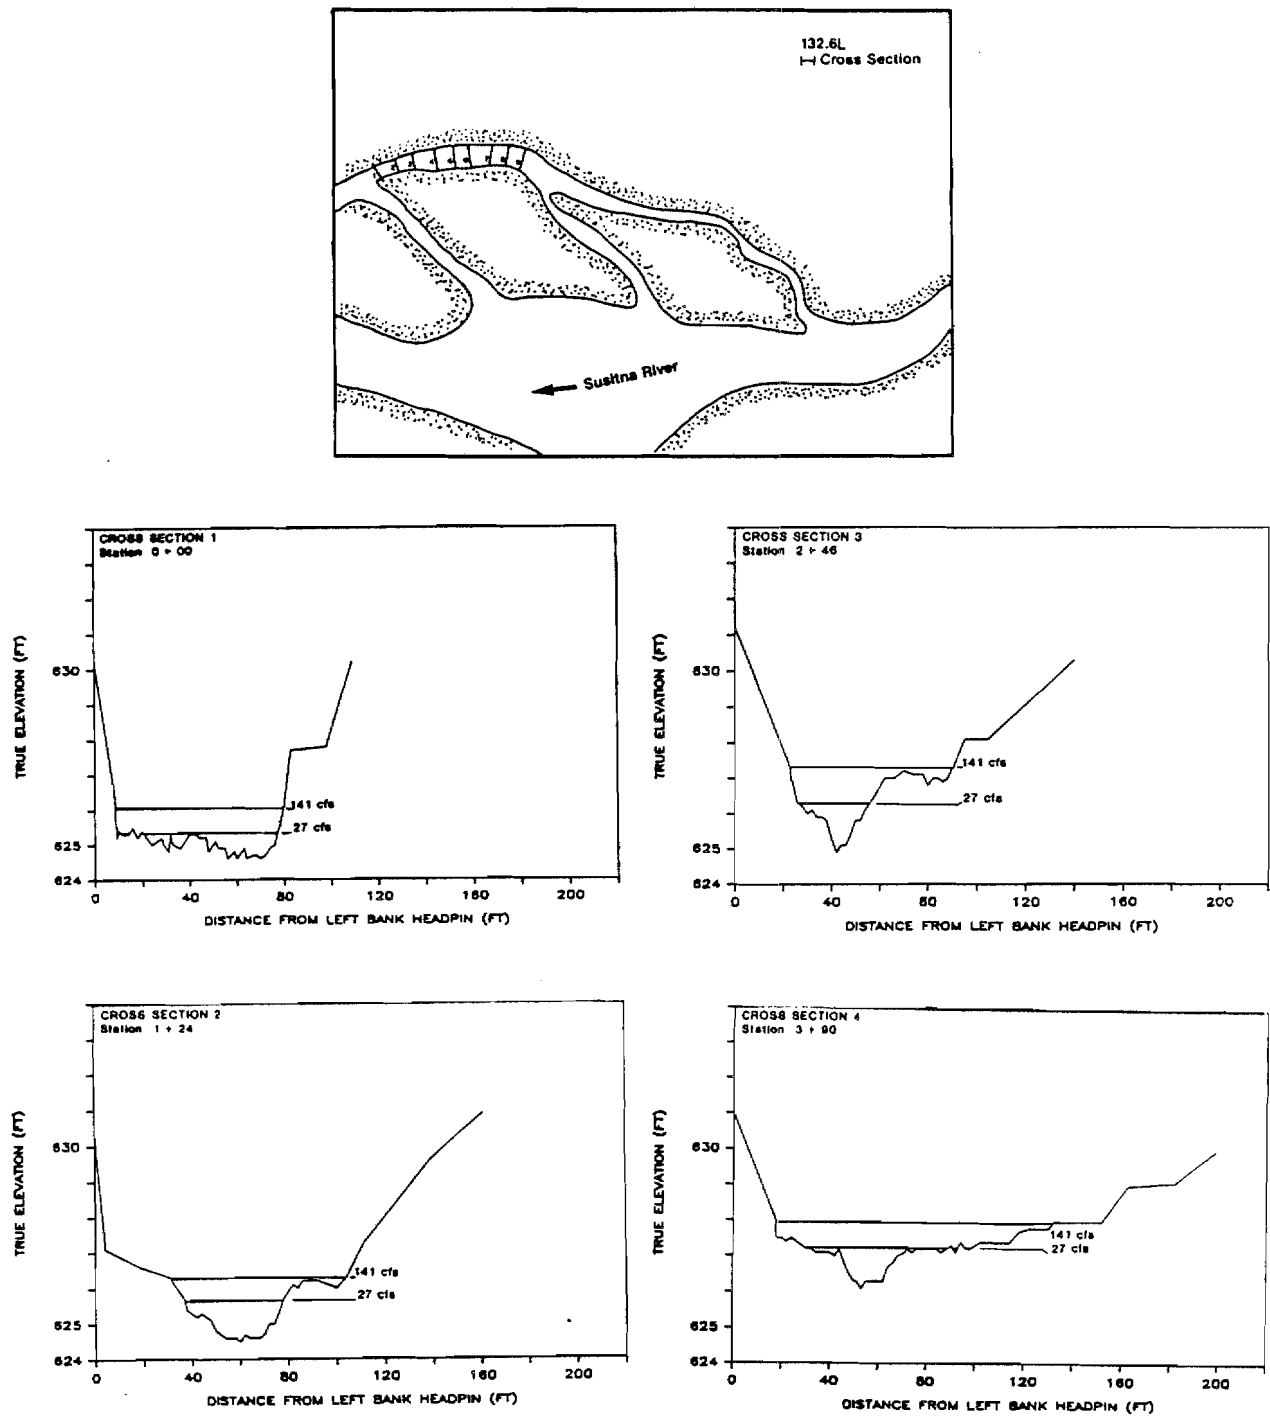 132.6L
Cross Section
Susitna River
CROSS SECTION 1
Station 0 + 00
TRUE ELEVATION (FT)
630
625
624
141 cfs
27 cfs
0 40 80 120 160 200
DISTANCE FROM LEFT BANK HEADPIN (FT)
CROSS SECTION 3
Station 2 + 46
TRUE ELEVATION (FT)
630
625
624
141 cfs
27 cfs
0 40 80 120 160 200
DISTANCE FROM LEFT BANK HEADPIN (FT)
CROSS SECTION 2
Station 1 + 24
TRUE ELEVATION (FT)
630
625
624
141 cfs
27 cfs
0 40 80 120 160 200
DISTANCE FROM LEFT BANK HEADPIN (FT)
CROSS SECTION 4
Station 3 + 90
TRUE ELEVATION (FT)
630
625
624
141 cfs
27 cfs
0 40 80 120 160 200
DISTANCE FROM LEFT BANK HEADPIN (FT)